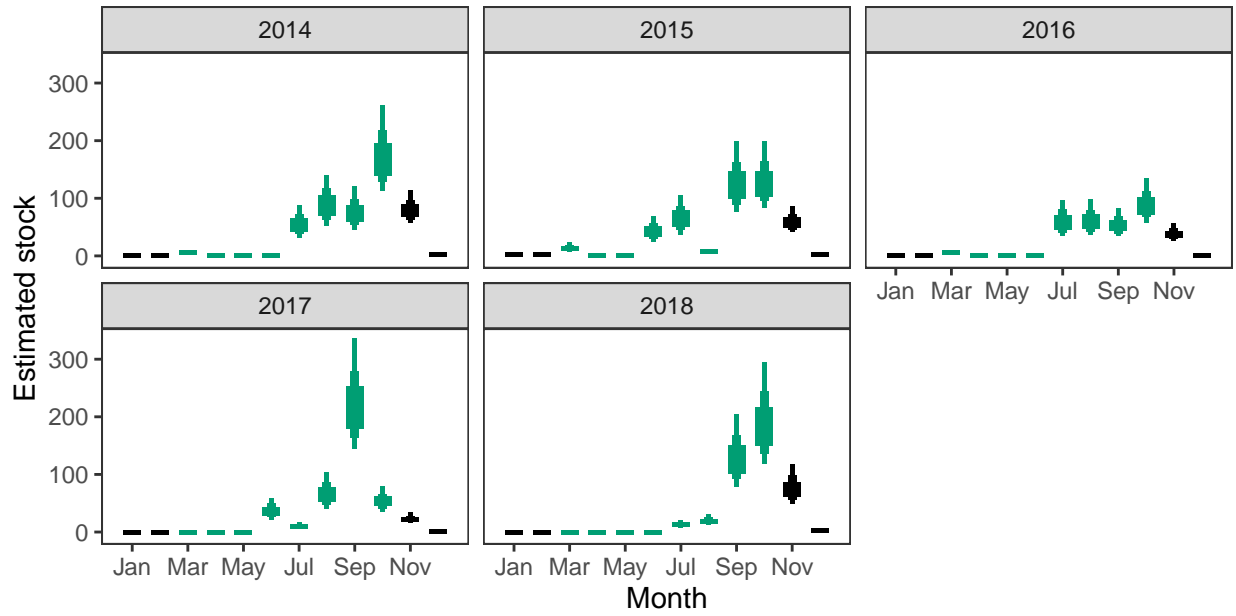 2014 2015 2016
300
200
100
0
Jan Mar May Jul Sep Nov
2017 2018
300
200
100
0
Jan Mar May Jul Sep Nov Jan Mar May Jul Sep Nov
Month
Estimated stock